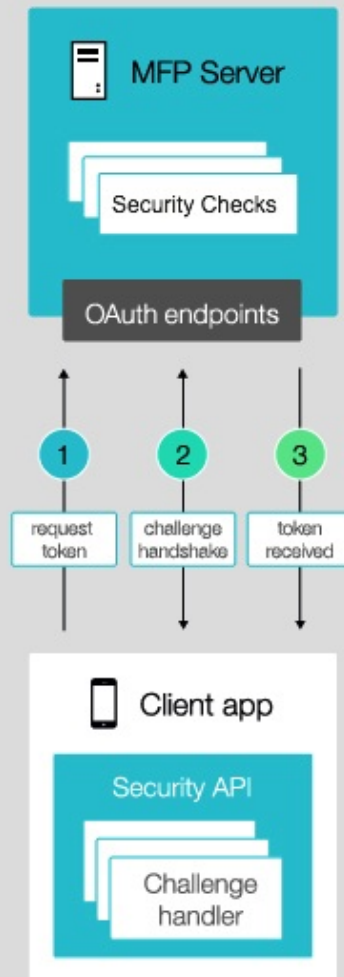 MFP Server
Security Checks
OAuth endpoints
1
2
3
request
token
challenge
handshake
token
received
Client app
Security API
Challenge
handler